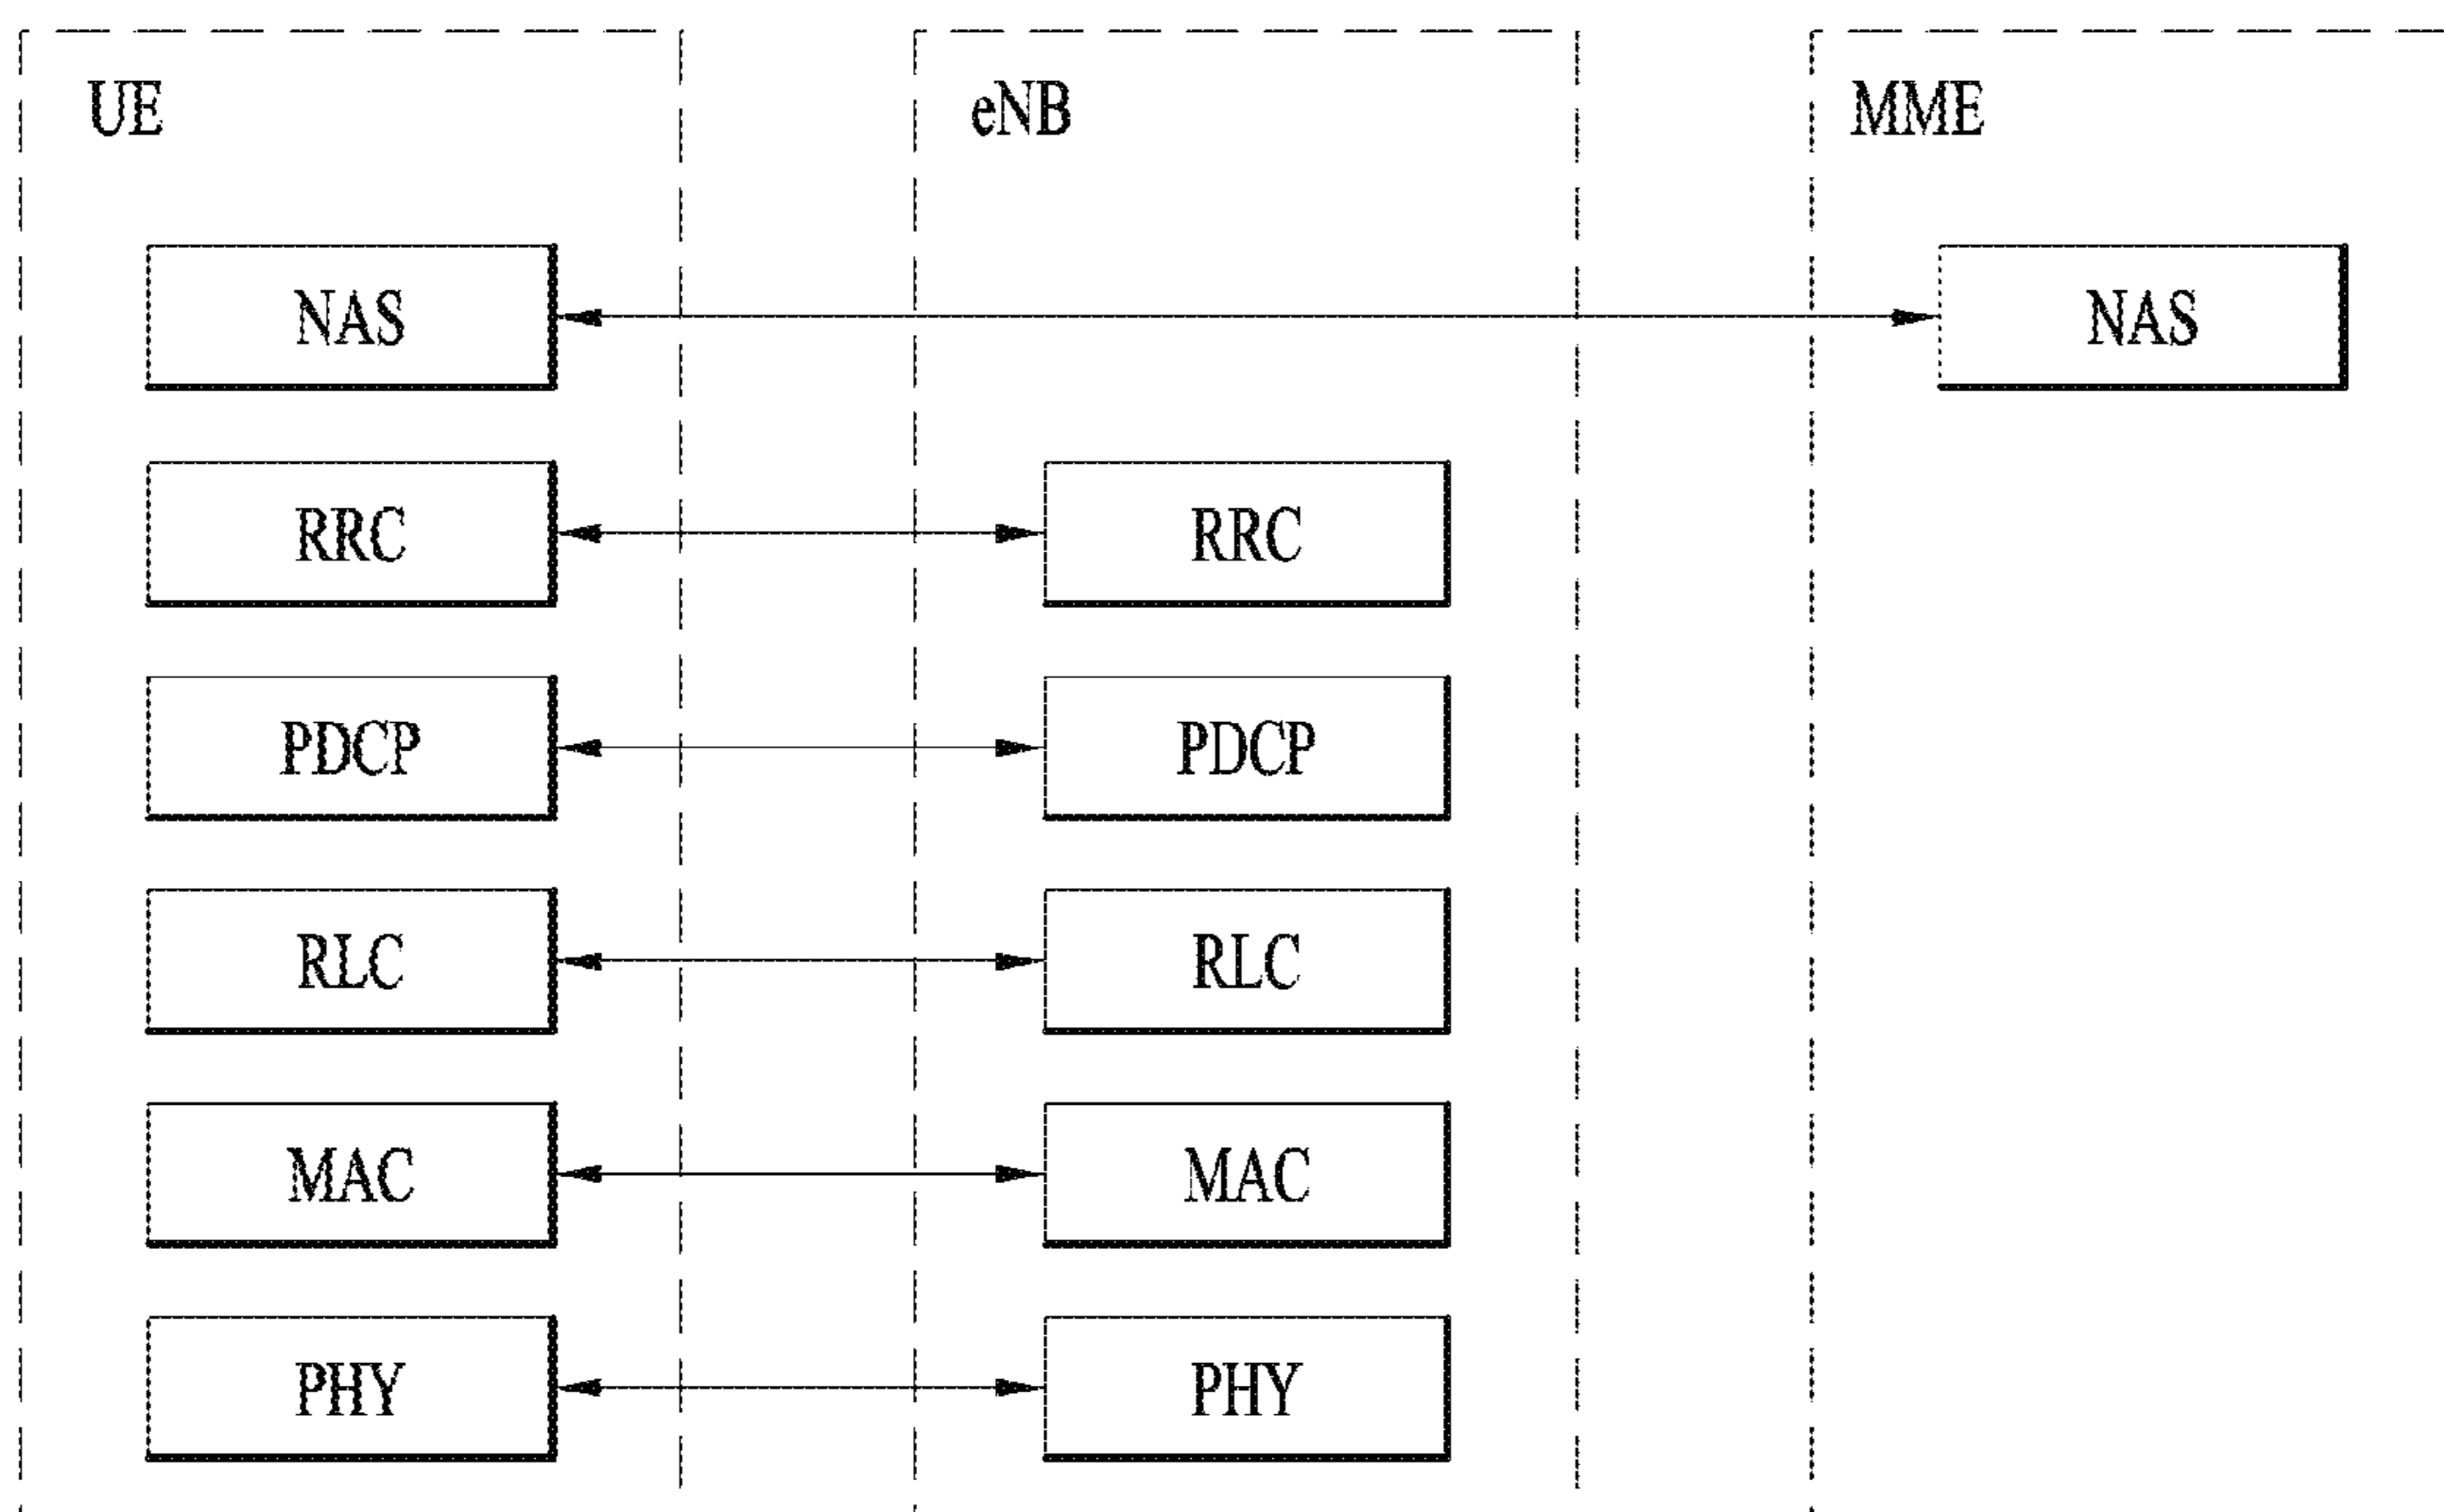 UE eNB MME
NAS NAS
RRC RRC
PDCP PDCP
RLC RLC
MAC MAC
PHY PHY